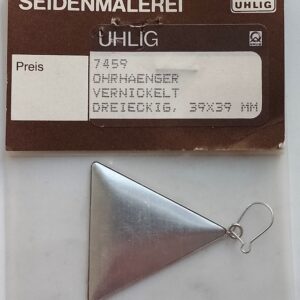 SEIDENMALEREI
UHLIG
UHLIG
Preis
7459
OHRHAENGER
VERNICKELT
DREIECKIG, 39X39 MM